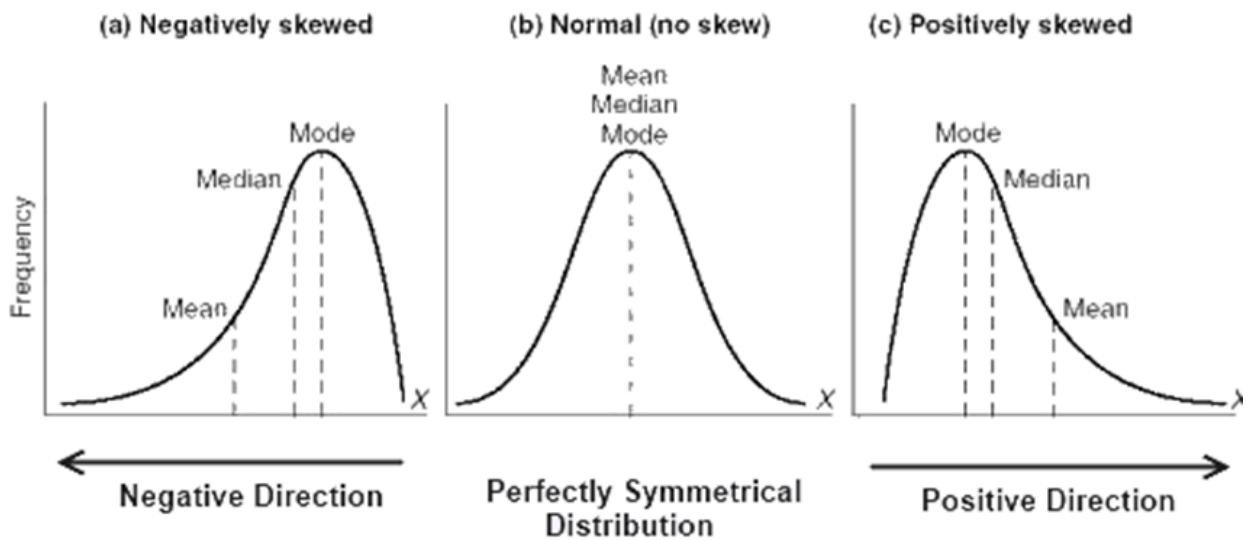 (a) Negatively skewed
(b) Normal (no skew)
(c) Positively skewed
Mean
Median
Mode
Mode
Median
Mean
Mode
Median
Mean
Frequency
X
X
X
Negative Direction
Perfectly Symmetrical
Distribution
Positive Direction